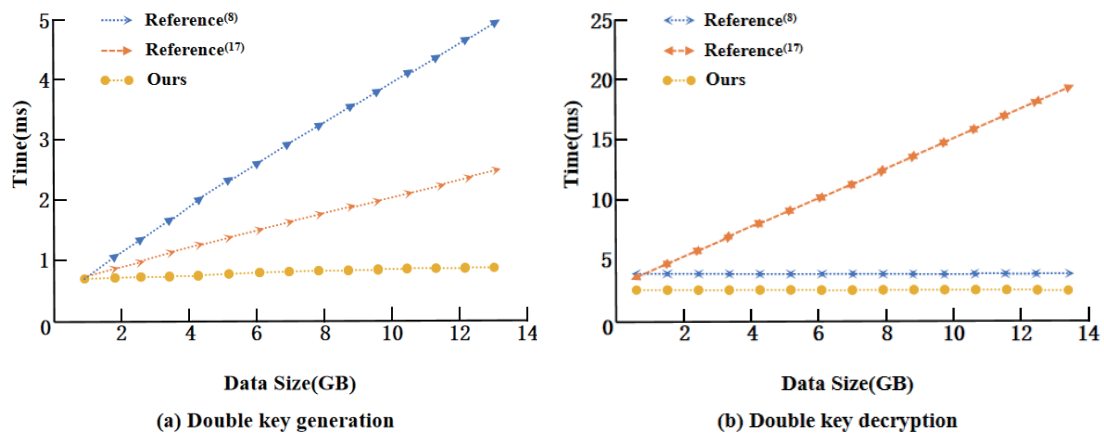 Reference(8)
Reference(17)
Ours
Time(ms)
5
4
3
2
1
0
2 4 6 8 10 12 14
Data Size(GB)
(a) Double key generation
Reference(8)
Reference(17)
Ours
Time(ms)
25
20
15
10
5
0
2 4 6 8 10 12 14
Data Size(GB)
(b) Double key decryption